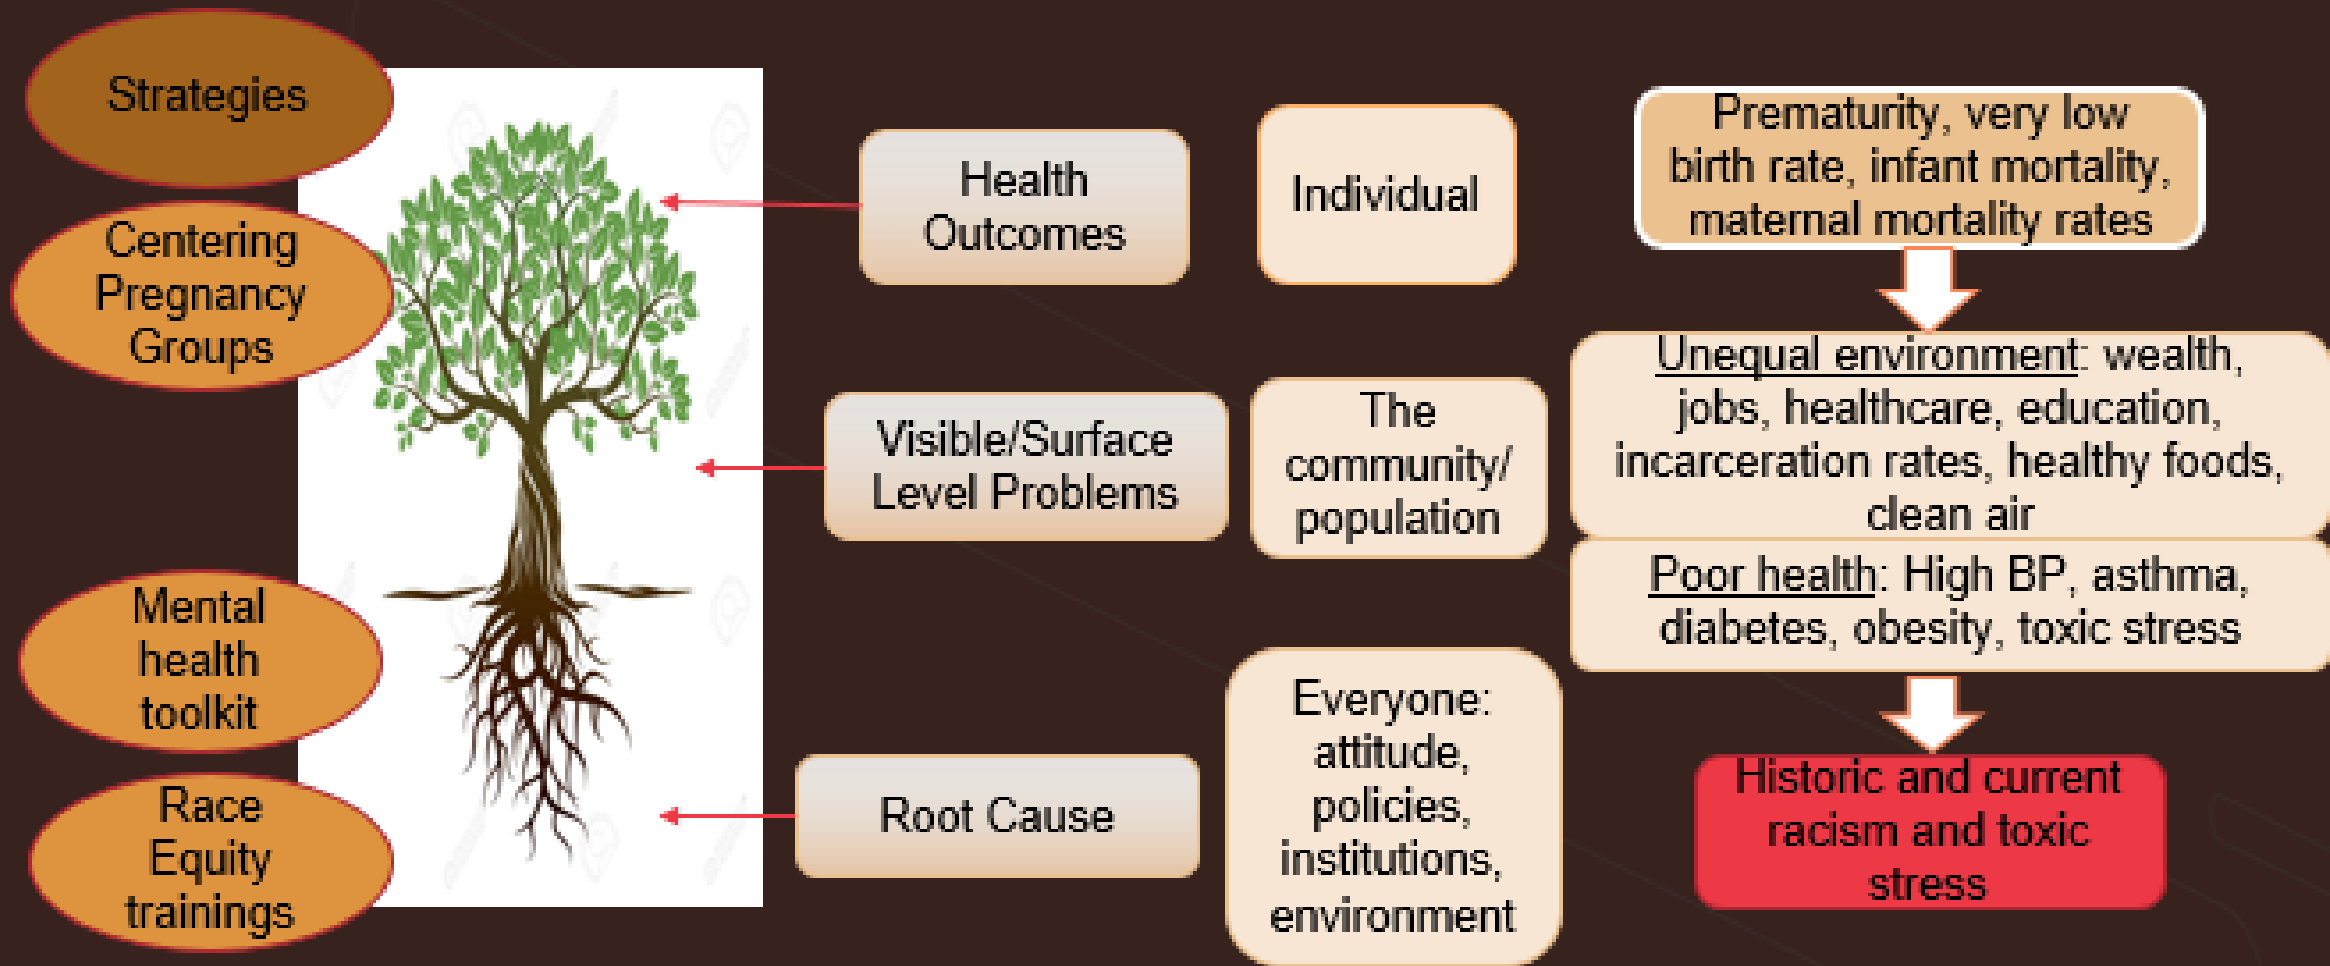 Strategies
Centering
Pregnancy
Groups
Mental
health
toolkit
Race
Equity
trainings
Health
Outcomes
Visible/Surface
Level Problems
Root Cause
Individual
The
community/
population
Everyone:
attitude,
policies,
institutions,
environment
Prematurity, very low
birth rate, infant mortality,
maternal mortality rates
Unequal environment: wealth,
jobs, healthcare, education,
incarceration rates, healthy foods,
clean air
Poor health: High BP, asthma,
diabetes, obesity, toxic stress
Historic and current
racism and toxic
stress